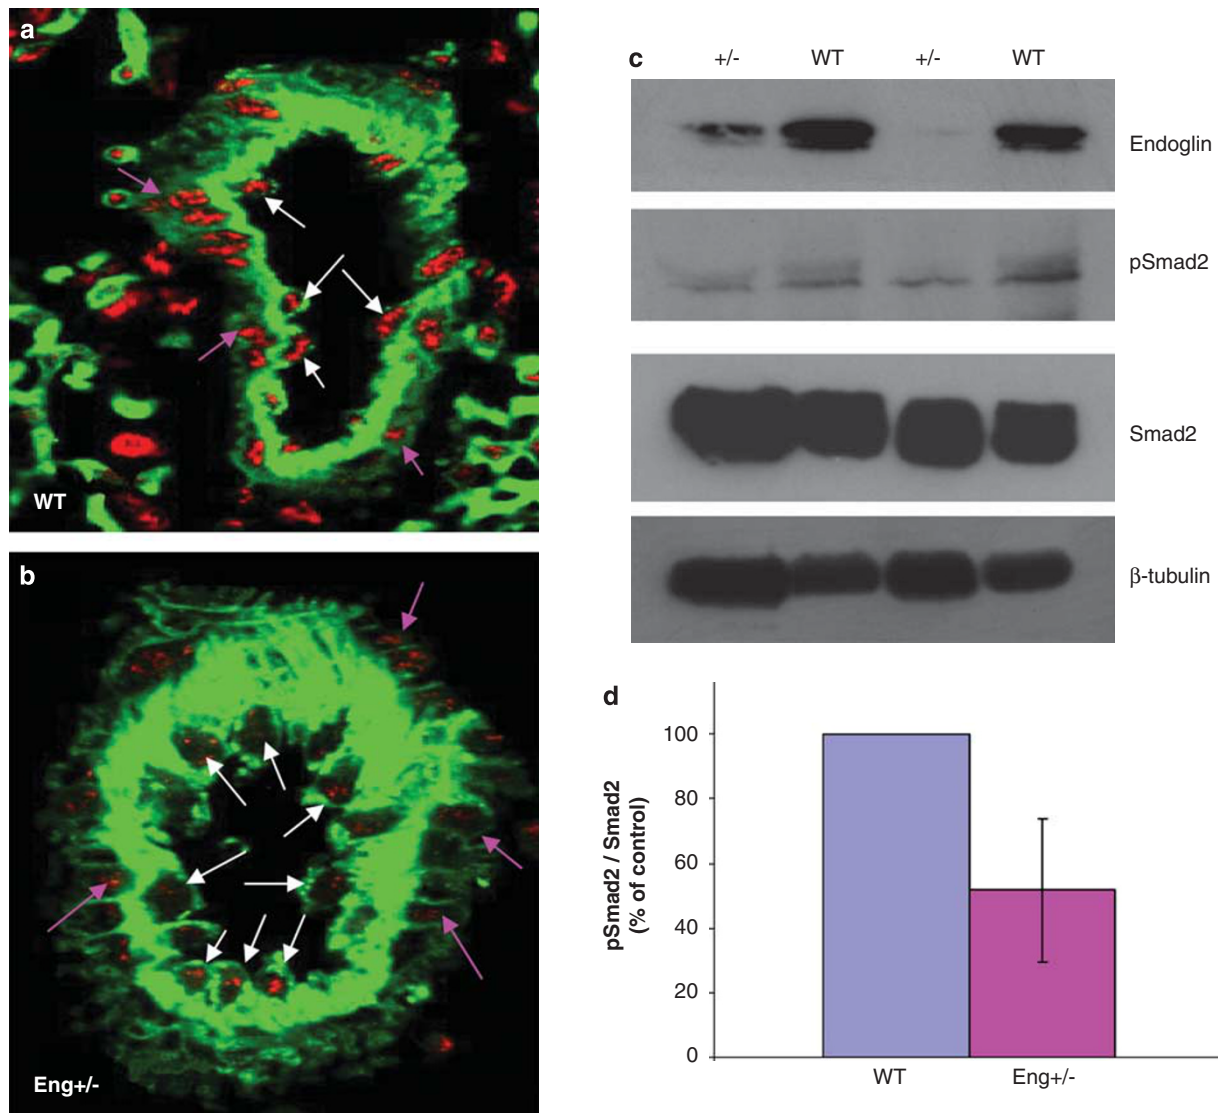 a
WT
b
Eng+/-
c
+/- WT +/- WT
Endoglin
pSmad2
Smad2
β-tubulin
d
pSmad2 / Smad2
(% of control)
100
80
60
40
20
0
WT Eng+/-